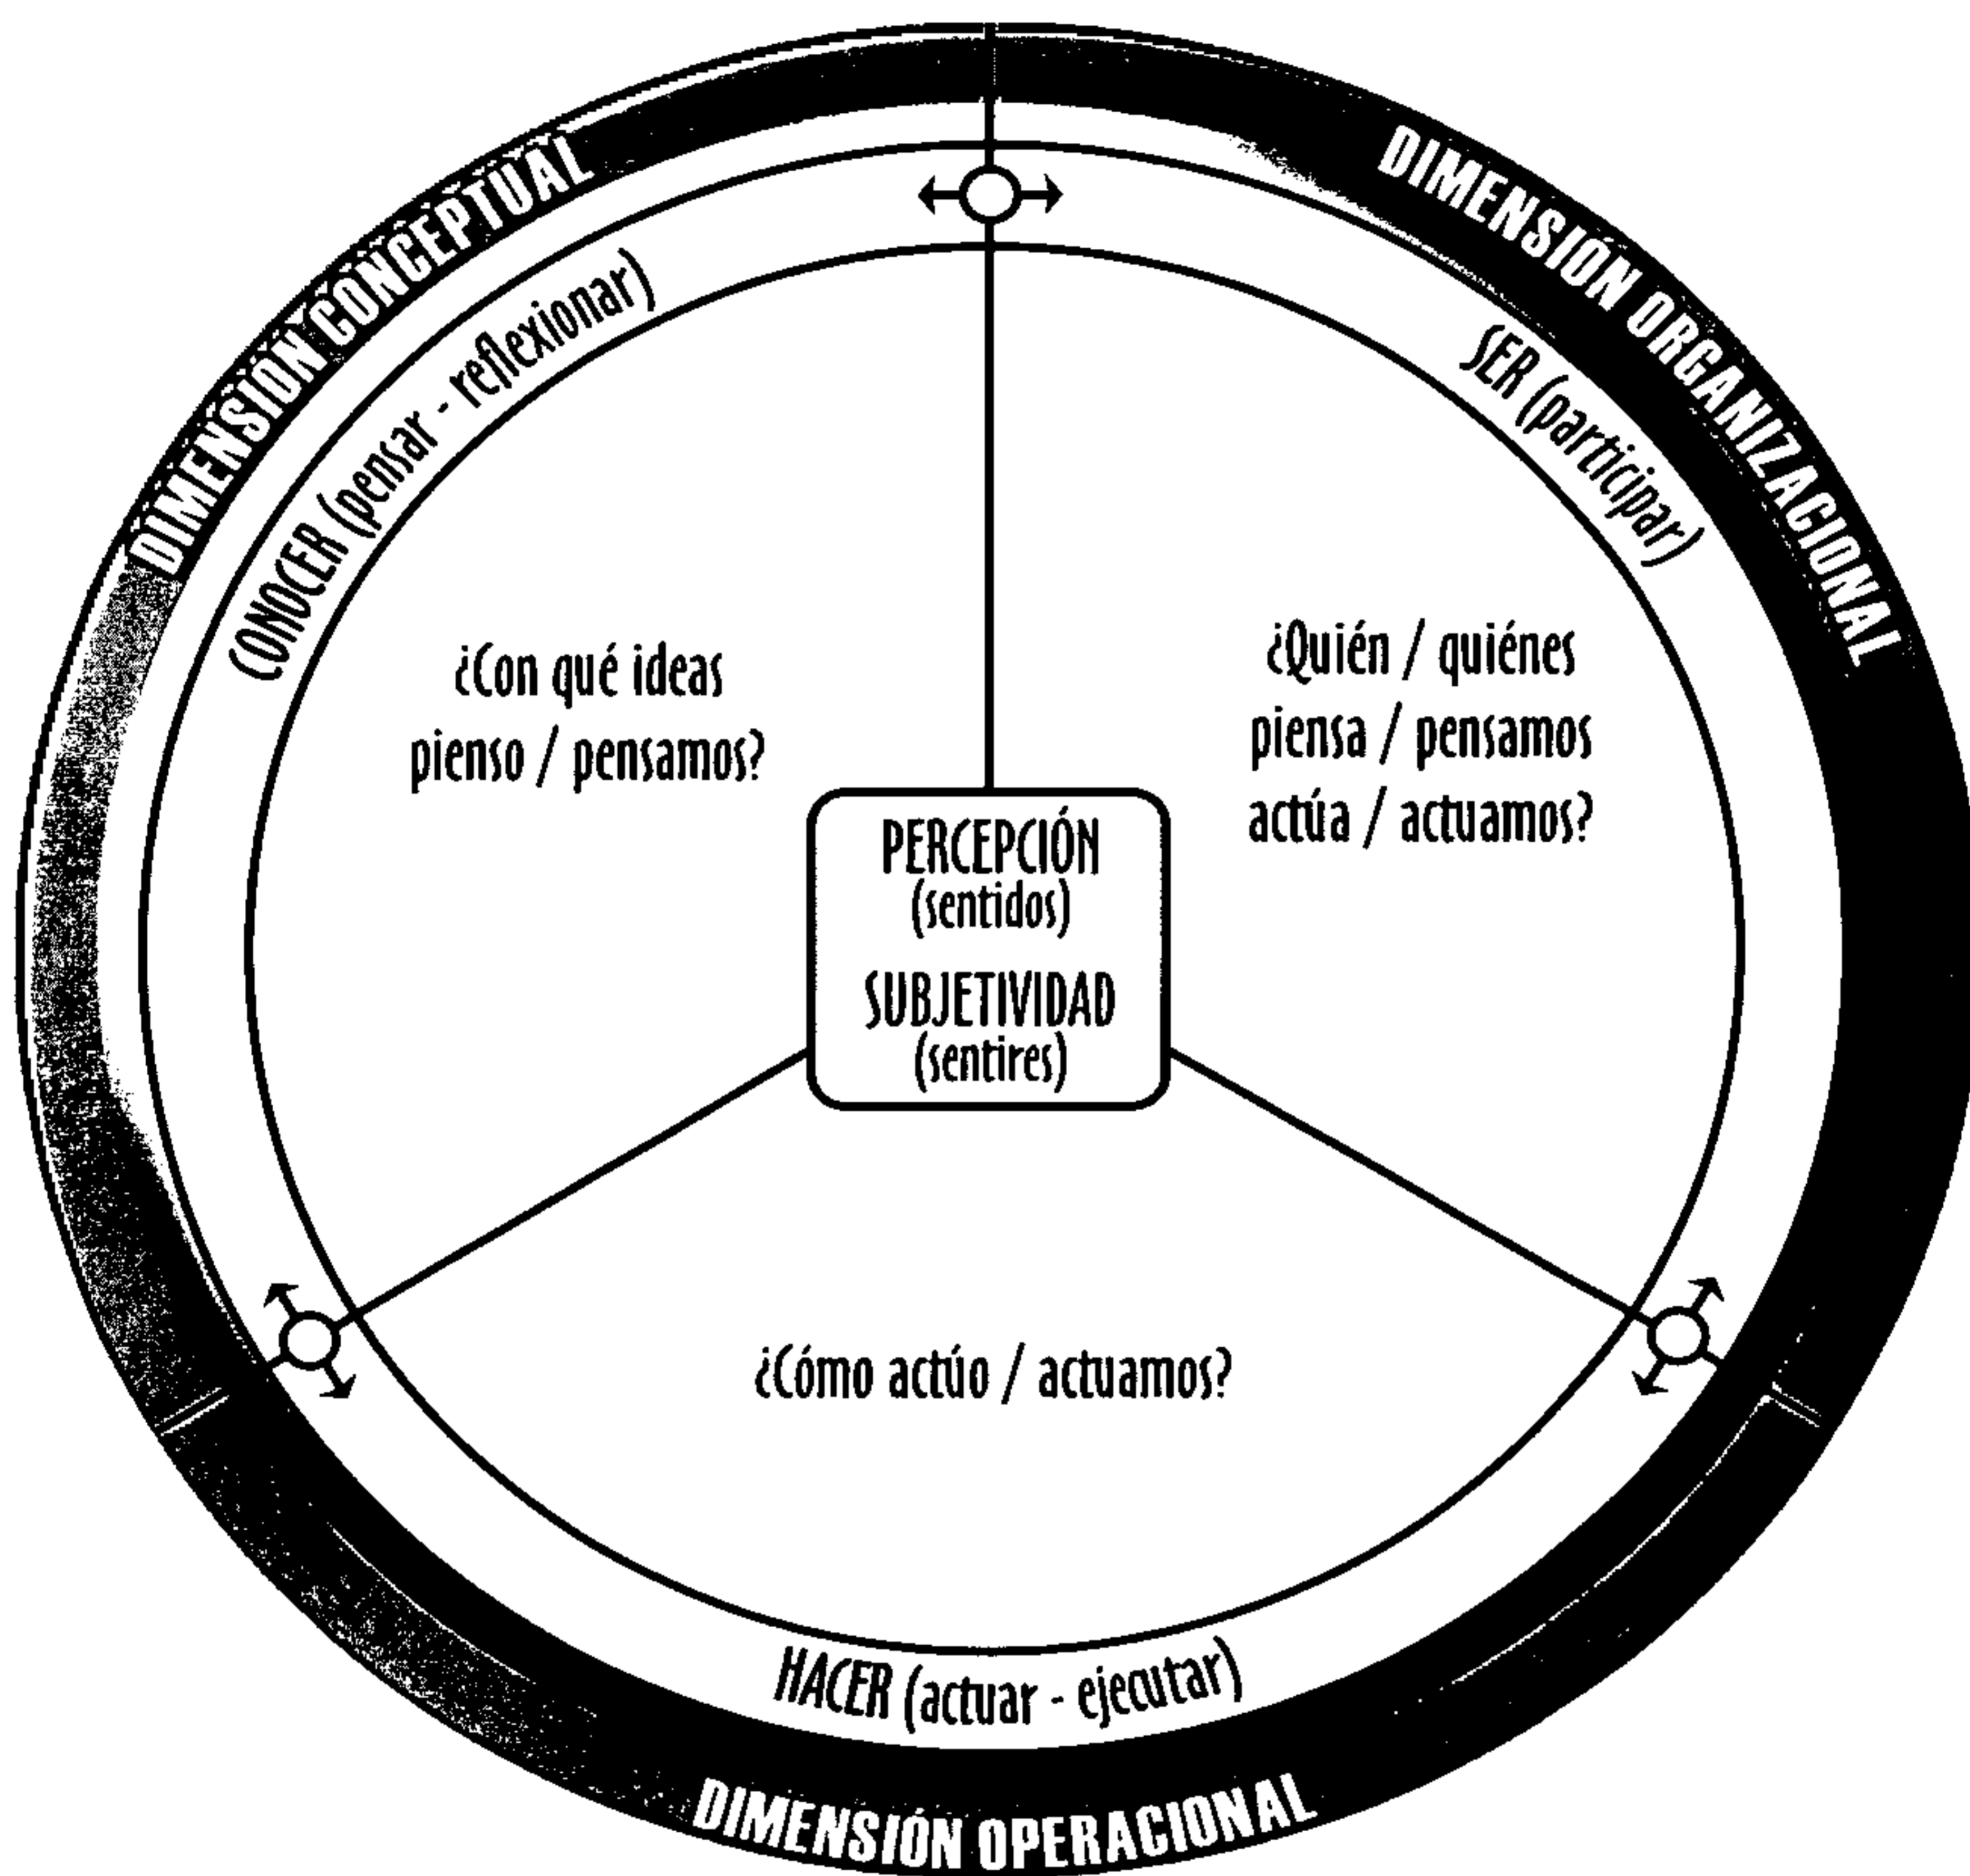 DIMENSIÓN CONCEPTUAL
DIMENSIÓN ORGANIZACIONAL
CONOCER (pensar - reflexionar)
SER (participar)
¿Con qué ideas
pienso / pensamos?
¿Quién / quiénes
piensa / pensamos
actúa / actuamos?
PERCEPCIÓN
(sentidos)
SUBJETIVIDAD
(sentires)
¿Cómo actúo / actuamos?
HACER (actuar - ejecutar)
DIMENSIÓN OPERACIONAL